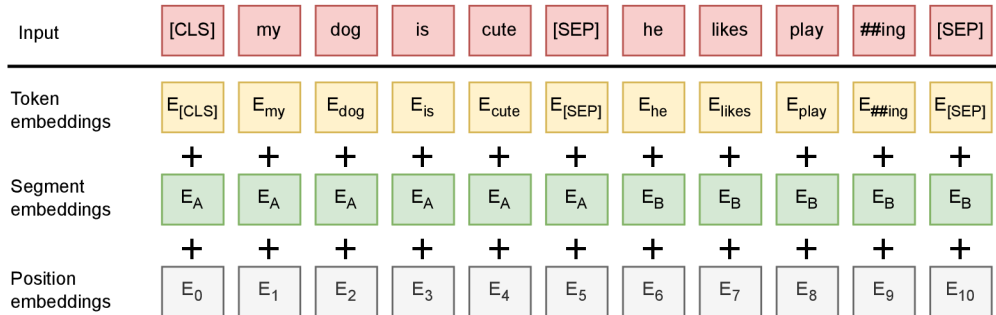 Input [CLS] my dog is cute [SEP] he likes play ##ing [SEP]
Token embeddings E[CLS] Emy Edog Eis Ecute E[SEP] Ehe Elikes Eplay E##ing E[SEP]
+ + + + + + + + + + +
Segment embeddings EA EA EA EA EA EA EB EB EB EB EB
+ + + + + + + + + + +
Position embeddings E0 E1 E2 E3 E4 E5 E6 E7 E8 E9 E10